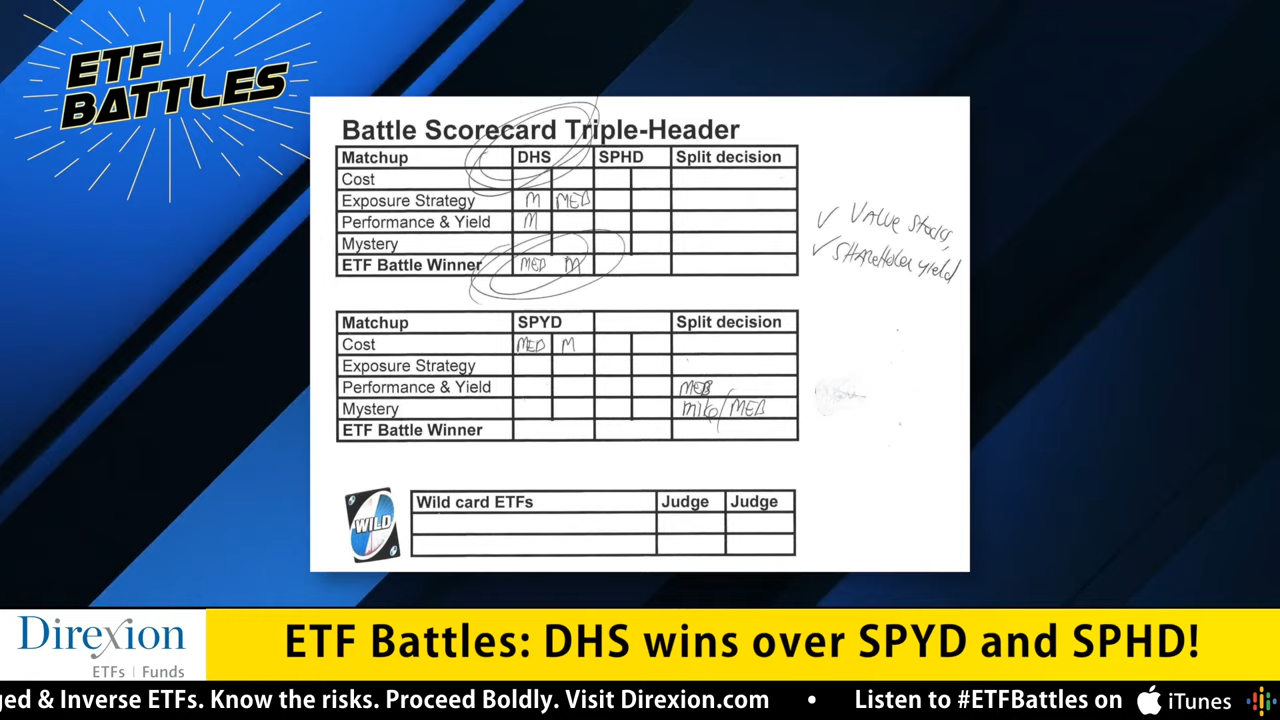 ETF
BATTLES
Battle Scorecard Triple-Header
Matchup DHS SPHD Split decision
Cost
Exposure Strategy M MEB
Performance & Yield M
Mystery
ETF Battle Winner MEB M
✓ VALUE Stocks,
✓ SHAREHOLDER yield
Matchup SPYD Split decision
Cost MEB M
Exposure Strategy
Performance & Yield MEB
Mystery Mike/MEB
ETF Battle Winner
WILD
Wild card ETFs Judge Judge
Direxion
ETFs | Funds
ETF Battles: DHS wins over SPYD and SPHD!
ged & Inverse ETFs. Know the risks. Proceed Boldly. Visit Direxion.com • Listen to #ETFBattles on iTunes